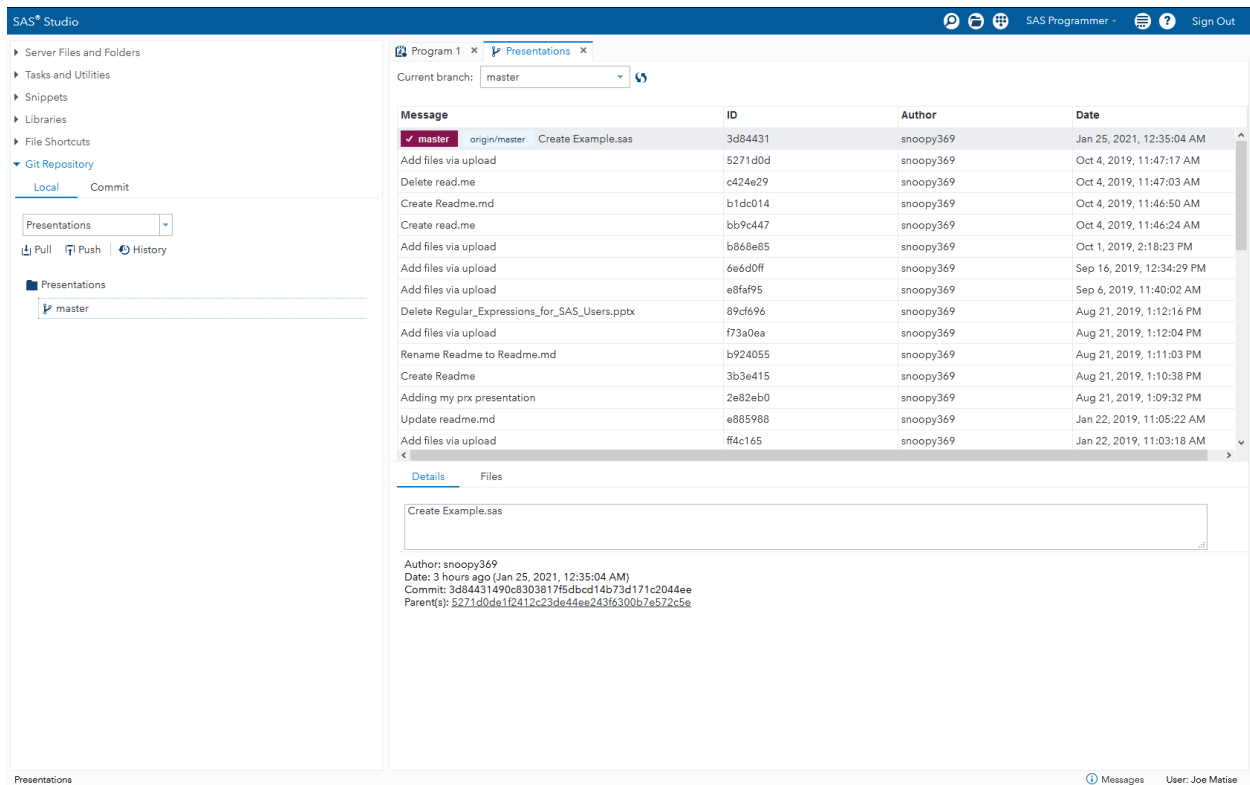 SAS® Studio
SAS Programmer
Sign Out
Server Files and Folders
Tasks and Utilities
Snippets
Libraries
File Shortcuts
Git Repository
Local Commit
Presentations
Pull Push History
Presentations
master
Program 1 × Presentations ×
Current branch: master
Message ID Author Date
master origin/master Create Example.sas 3d84431 snoopy369 Jan 25, 2021, 12:35:04 AM
Add files via upload 5271d0d snoopy369 Oct 4, 2019, 11:47:17 AM
Delete read.me c424e29 snoopy369 Oct 4, 2019, 11:47:03 AM
Create Readme.md b1dc014 snoopy369 Oct 4, 2019, 11:46:50 AM
Create read.me bb9c447 snoopy369 Oct 4, 2019, 11:46:24 AM
Add files via upload b868e85 snoopy369 Oct 1, 2019, 2:18:23 PM
Add files via upload 6e6d0ff snoopy369 Sep 16, 2019, 12:34:29 PM
Add files via upload e8faf95 snoopy369 Sep 6, 2019, 11:40:02 AM
Delete Regular_Expressions_for_SAS_Users.pptx 89cf696 snoopy369 Aug 21, 2019, 1:12:16 PM
Add files via upload f73a0ea snoopy369 Aug 21, 2019, 1:12:04 PM
Rename Readme to Readme.md b924055 snoopy369 Aug 21, 2019, 1:11:03 PM
Create Readme 3b3e415 snoopy369 Aug 21, 2019, 1:10:38 PM
Adding my prx presentation 2e82eb0 snoopy369 Aug 21, 2019, 1:09:32 PM
Update readme.md e885988 snoopy369 Jan 22, 2019, 11:05:22 AM
Add files via upload ff4c165 snoopy369 Jan 22, 2019, 11:03:18 AM
Details Files
Create Example.sas
Author: snoopy369
Date: 3 hours ago (Jan 25, 2021, 12:35:04 AM)
Commit: 3d84431490c8303817f5dbcd14b73d171c2044ee
Parent(s): 5271d0de1f2412c23de44ee243f6300b7e572c5e
Presentations
Messages User: Joe Matise